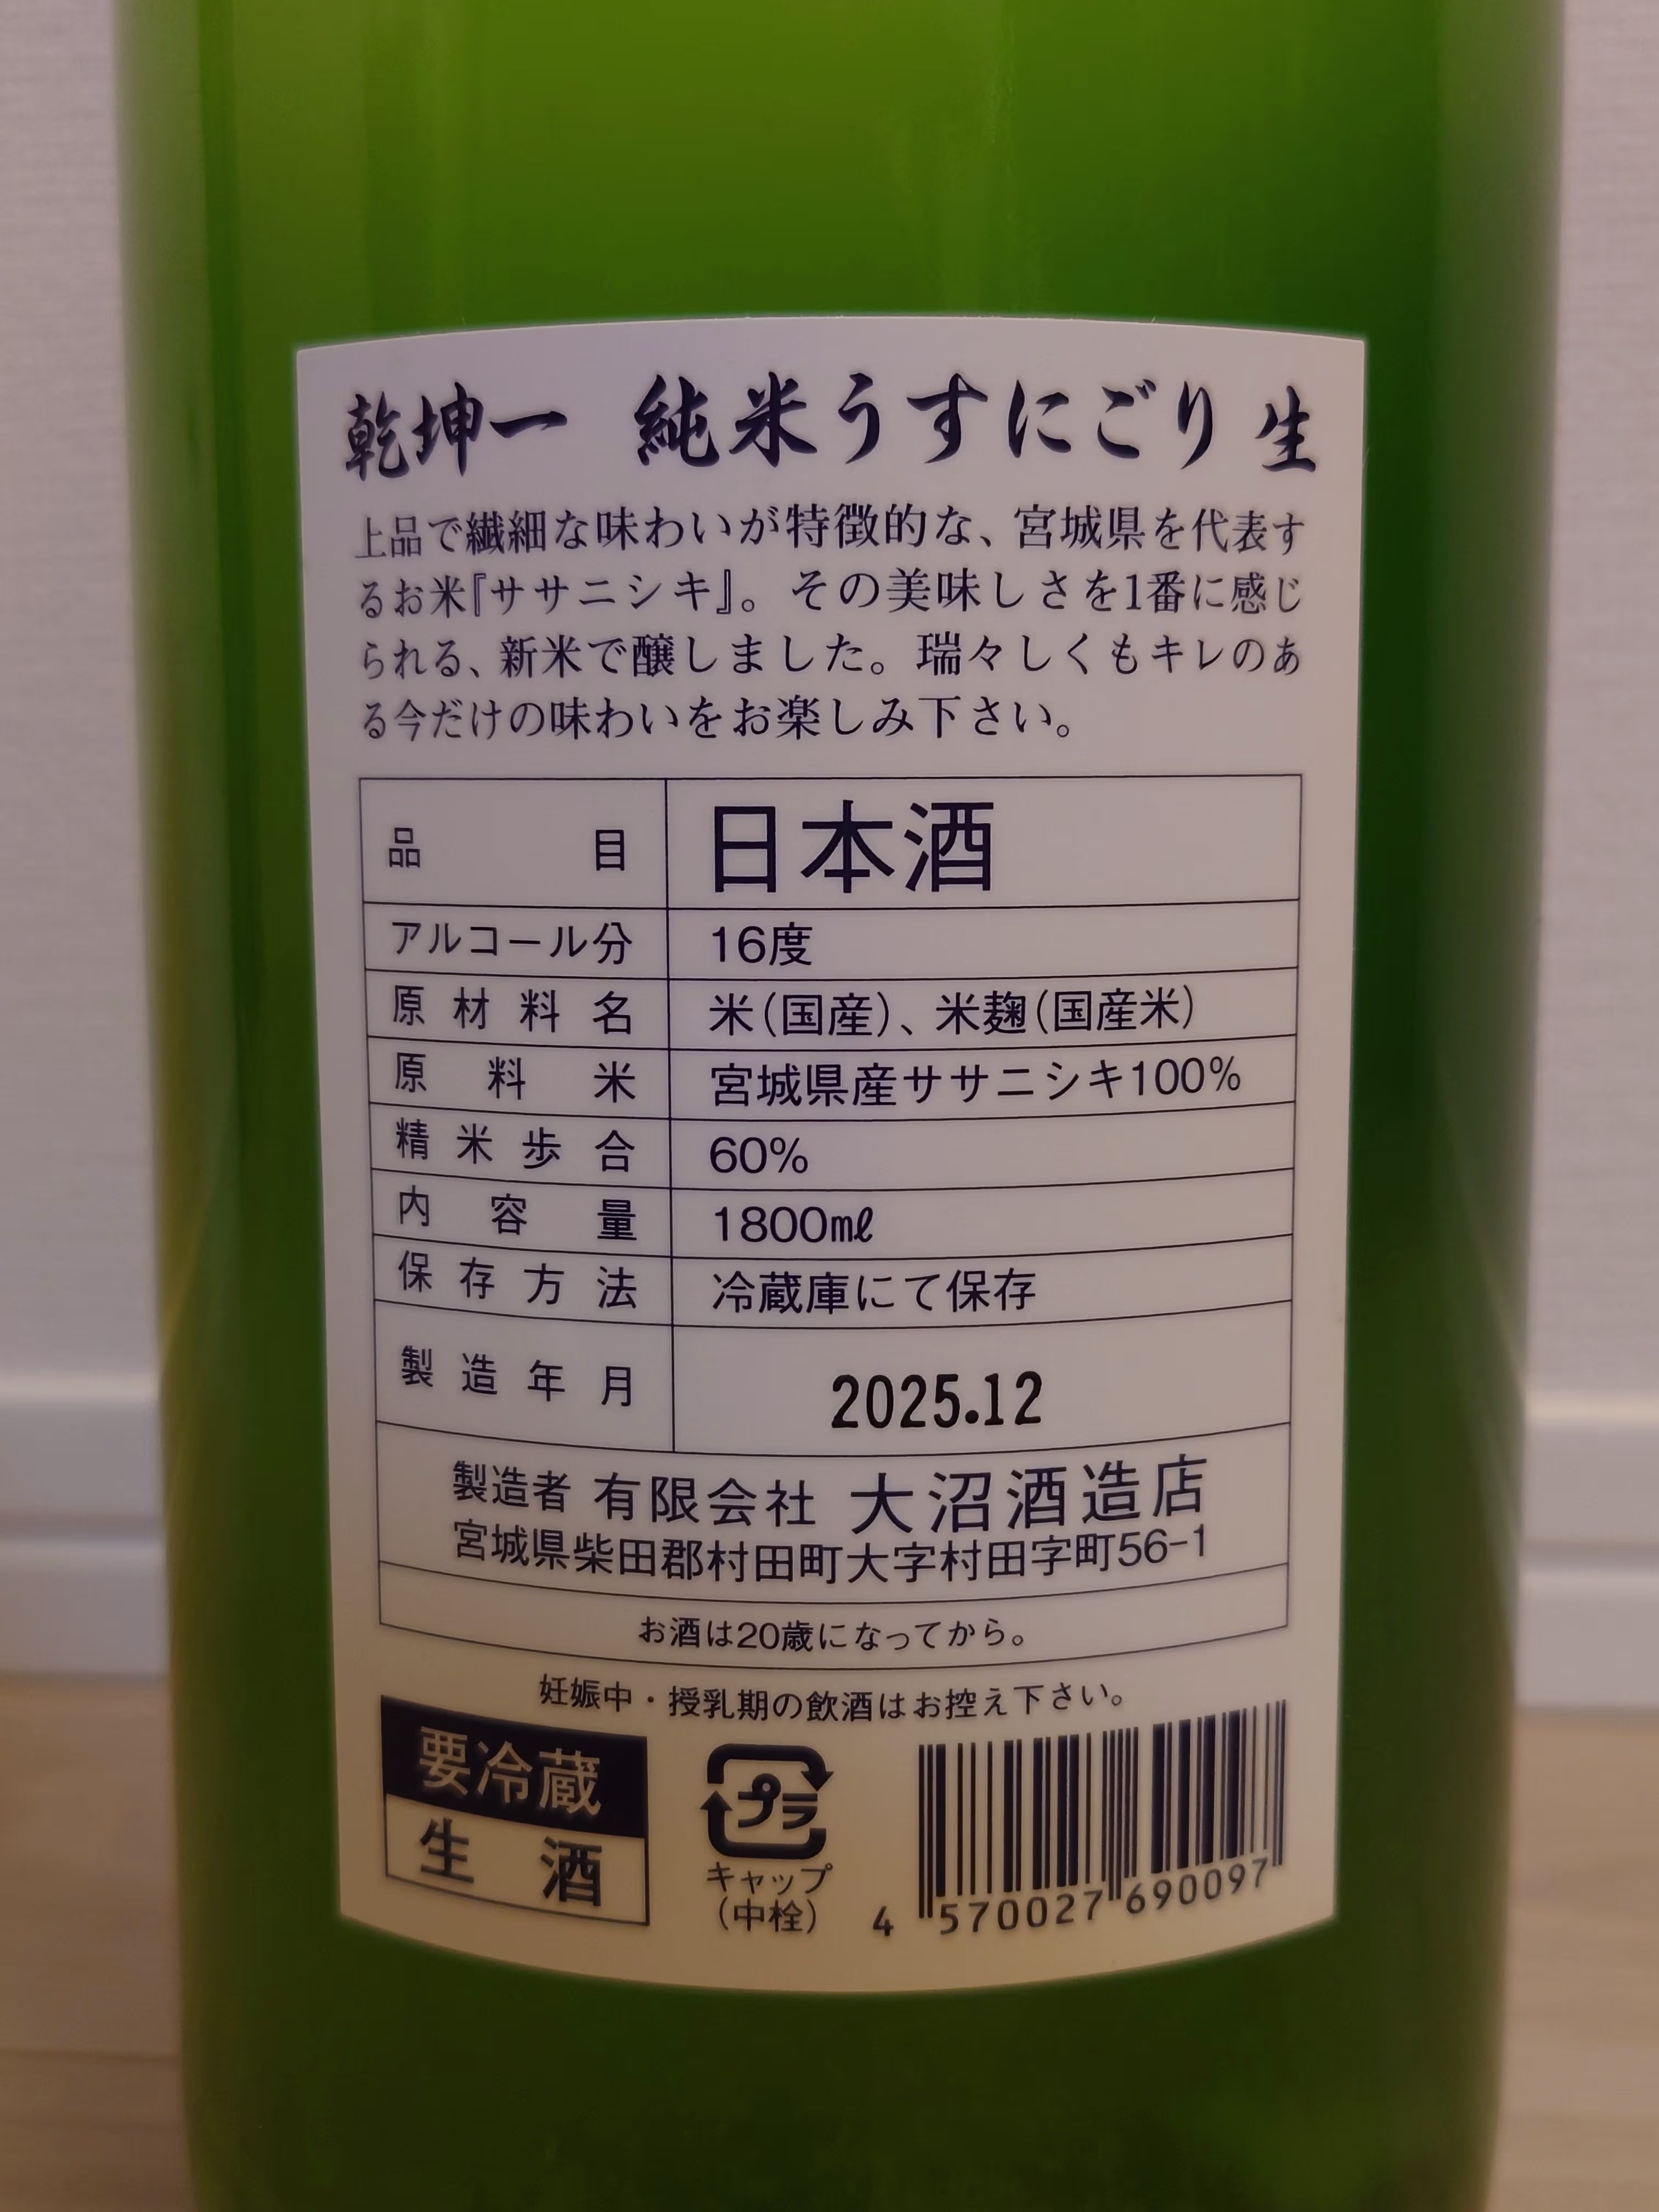 乾坤一 純米うすにごり 生
上品で繊細な味わいが特徴的な、宮城県を代表す
るお米『ササニシキ』。その美味しさを1番に感じ
られる、新米で醸しました。瑞々しくもキレのあ
る今だけの味わいをお楽しみ下さい。
品目 日本酒
アルコール分 16度
原材料名 米(国産)、米麹(国産米)
原料米 宮城県産ササニシキ100%
精米歩合 60%
内容量 1800㎖
保存方法 冷蔵庫にて保存
製造年月 2025.12
製造者 有限会社 大沼酒造店
宮城県柴田郡村田町大字村田字町56-1
お酒は20歳になってから。
妊娠中・授乳期の飲酒はお控え下さい。
要冷蔵
生酒
プラ
キャップ
(中栓)
4 570027 690097